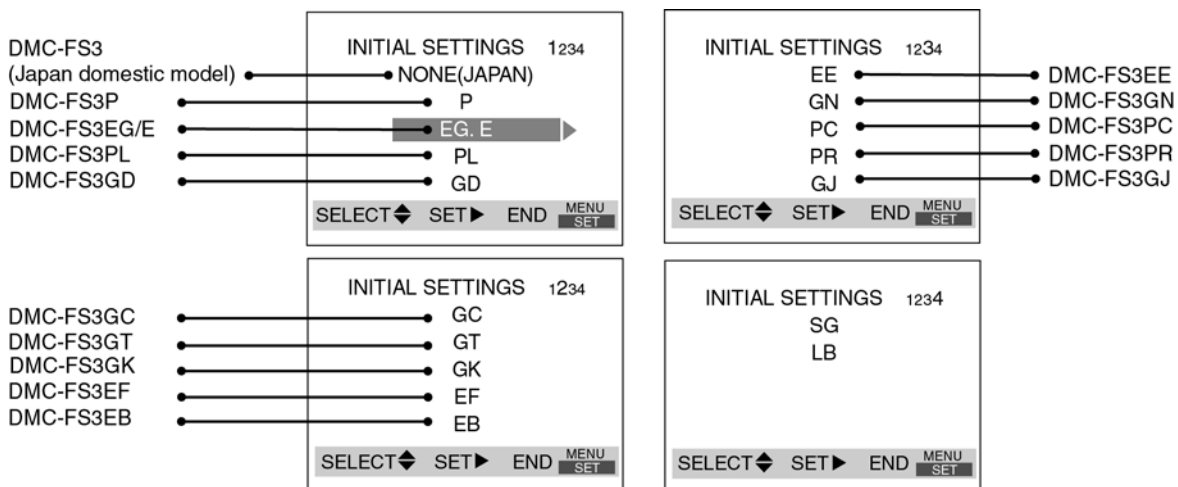 DMC-FS3
(Japan domestic model)
DMC-FS3P
DMC-FS3EG/E
DMC-FS3PL
DMC-FS3GD
INITIAL SETTINGS 1234
NONE(JAPAN)
P
EG. E
PL
GD
SELECT SET END MENU
SET
INITIAL SETTINGS 1234
EE
GN
PC
PR
GJ
SELECT SET END MENU
SET
DMC-FS3EE
DMC-FS3GN
DMC-FS3PC
DMC-FS3PR
DMC-FS3GJ
DMC-FS3GC
DMC-FS3GT
DMC-FS3GK
DMC-FS3EF
DMC-FS3EB
INITIAL SETTINGS 1234
GC
GT
GK
EF
EB
SELECT SET END MENU
SET
INITIAL SETTINGS 1234
SG
LB
SELECT SET END MENU
SET